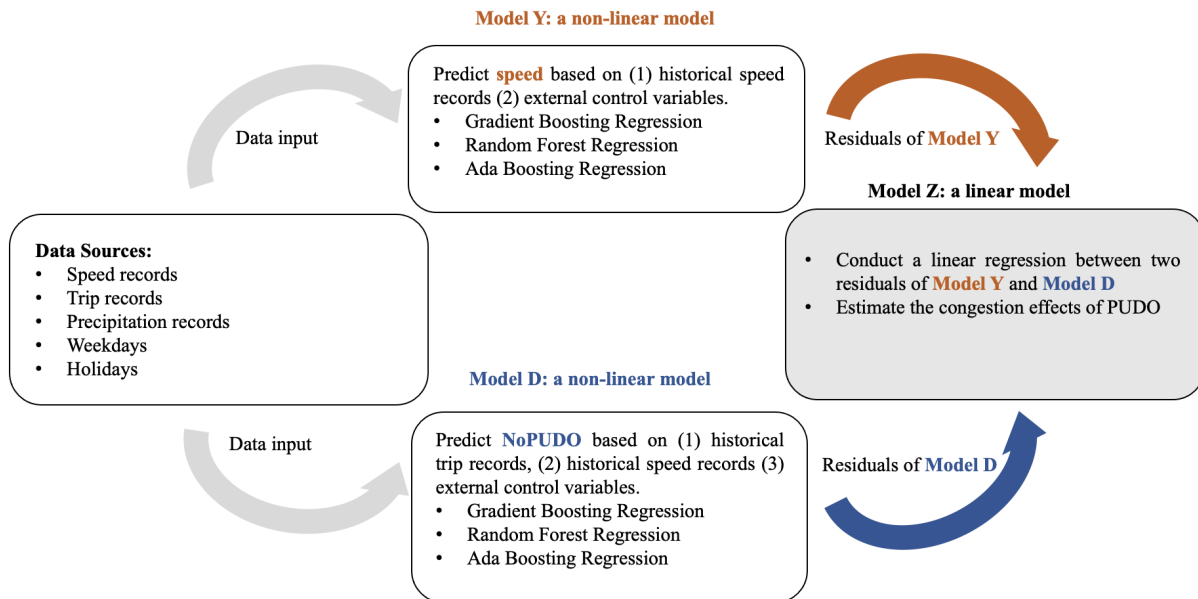 Model Y: a non-linear model
Predict speed based on (1) historical speed
records (2) external control variables.
• Gradient Boosting Regression
• Random Forest Regression
• Ada Boosting Regression
Data input
Residuals of Model Y
Model Z: a linear model
Data Sources:
• Speed records
• Trip records
• Precipitation records
• Weekdays
• Holidays
• Conduct a linear regression between two
residuals of Model Y and Model D
• Estimate the congestion effects of PUDO
Model D: a non-linear model
Data input
Predict NoPUDO based on (1) historical
trip records, (2) historical speed records (3)
external control variables.
• Gradient Boosting Regression
• Random Forest Regression
• Ada Boosting Regression
Residuals of Model D